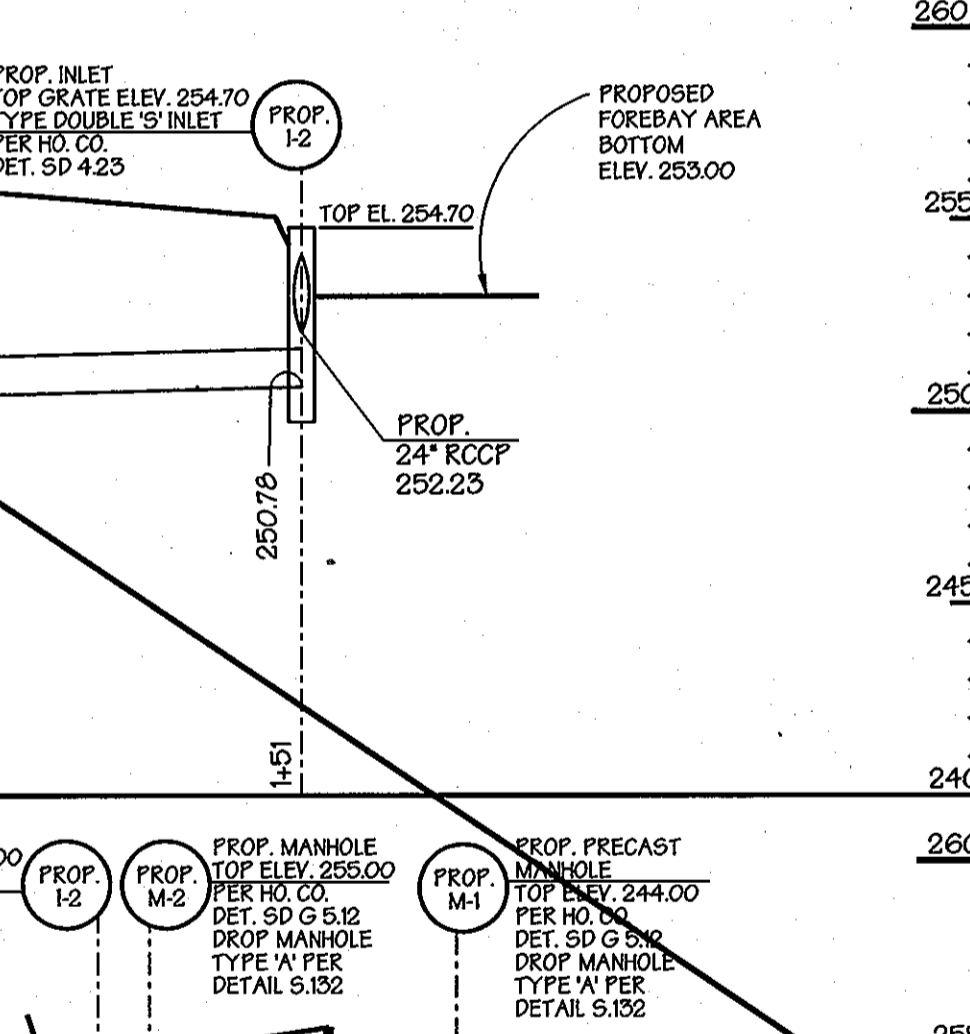 PROP. INLET
TOP GRATE ELEV. 254.70
TYPE DOUBLE 'S' INLET
PER HO. CO.
DET. SD 4.23
PROP.
I-2
PROPOSED
FOREBAY AREA
BOTTOM
ELEV. 253.00
TOP EL. 254.70
PROP.
24" RCCP
252.23
250.78
1+51
260
255
250
245
240
00
PROP.
I-2
PROP.
M-2
PROP. MANHOLE
TOP ELEV. 255.00
PER HO. CO.
DET. SD G 5.12
DROP MANHOLE
TYPE 'A' PER
DETAIL S.132
PROP.
M-1
PROP. PRECAST
MANHOLE
TOP ELEV. 244.00
PER HO. CO.
DET. SD G 5.12
DROP MANHOLE
TYPE 'A' PER
DETAIL S.132
260